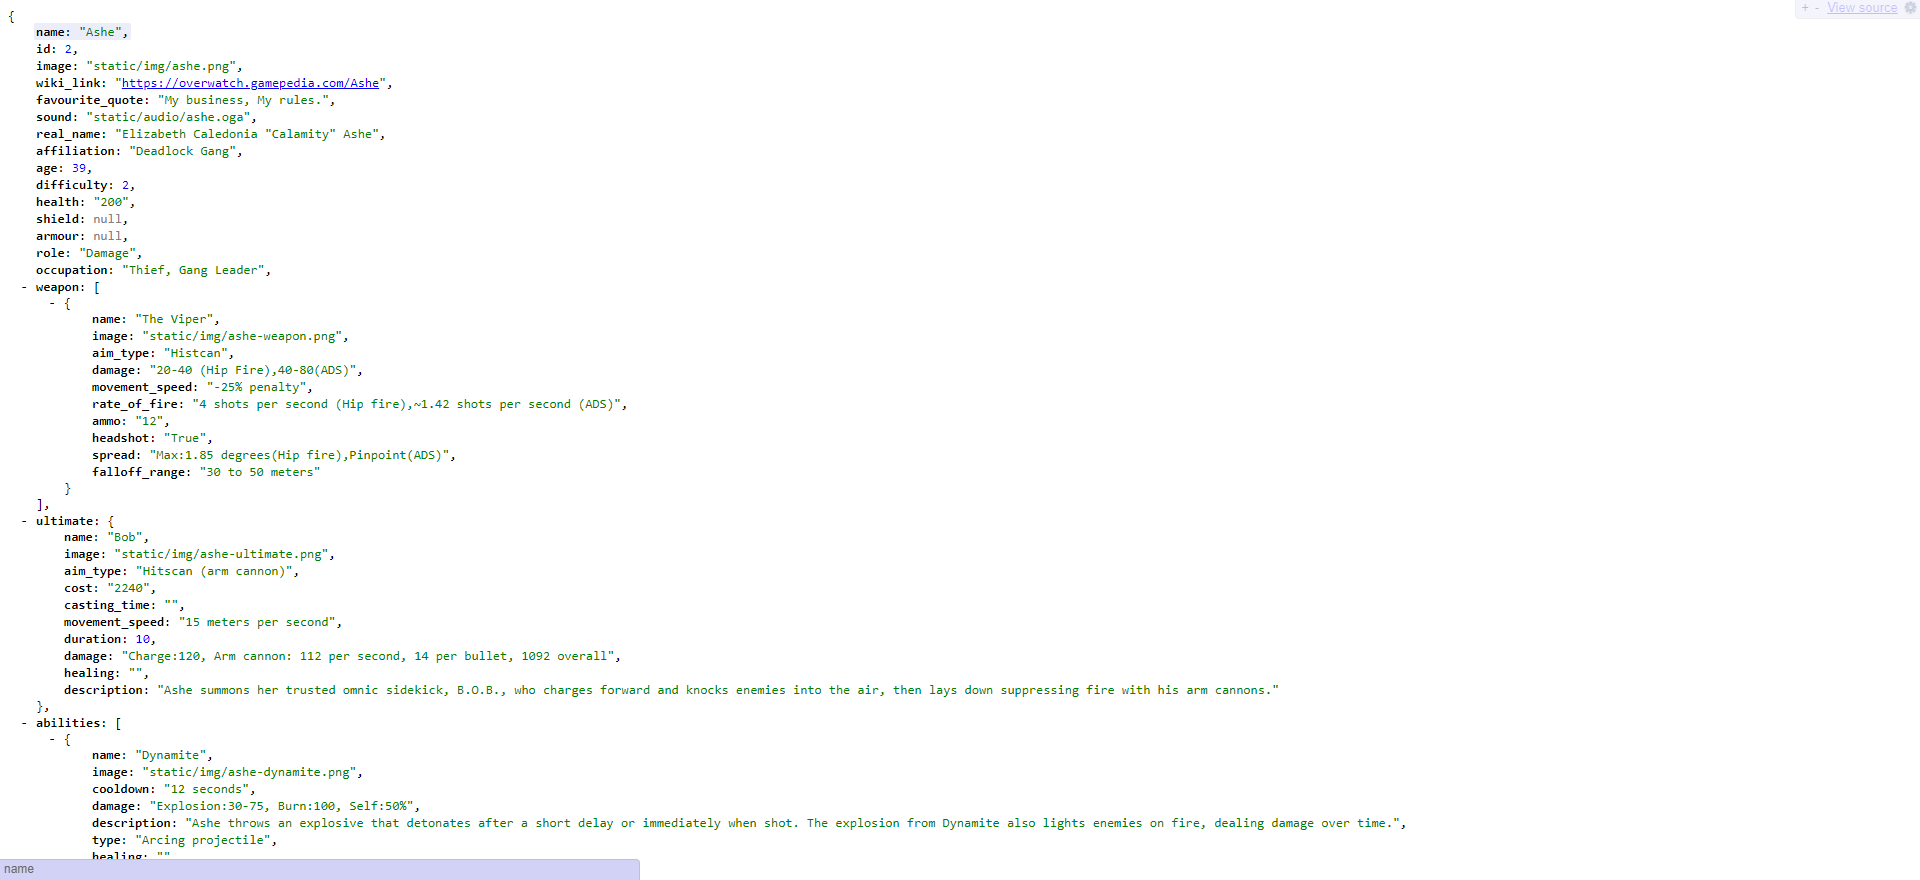 + - View source
{
name: "Ashe",
id: 2,
image: "static/img/ashe.png",
wiki_link: "https://overwatch.gamepedia.com/Ashe",
favourite_quote: "My business, My rules.",
sound: "static/audio/ashe.oga",
real_name: "Elizabeth Caledonia "Calamity" Ashe",
affiliation: "Deadlock Gang",
age: 39,
difficulty: 2,
health: "200",
shield: null,
armour: null,
role: "Damage",
occupation: "Thief, Gang Leader",
- weapon: [
- {
name: "The Viper",
image: "static/img/ashe-weapon.png",
aim_type: "Histcan",
damage: "20-40 (Hip Fire),40-80(ADS)",
movement_speed: "-25% penalty",
rate_of_fire: "4 shots per second (Hip fire),~1.42 shots per second (ADS)",
ammo: "12",
headshot: "True",
spread: "Max:1.85 degrees(Hip fire),Pinpoint(ADS)",
falloff_range: "30 to 50 meters"
}
],
- ultimate: {
name: "Bob",
image: "static/img/ashe-ultimate.png",
aim_type: "Hitscan (arm cannon)",
cost: "2240",
casting_time: "",
movement_speed: "15 meters per second",
duration: 10,
damage: "Charge:120, Arm cannon: 112 per second, 14 per bullet, 1092 overall",
healing: "",
description: "Ashe summons her trusted omnic sidekick, B.O.B., who charges forward and knocks enemies into the air, then lays down suppressing fire with his arm cannons."
},
- abilities: [
- {
name: "Dynamite",
image: "static/img/ashe-dynamite.png",
cooldown: "12 seconds",
damage: "Explosion:30-75, Burn:100, Self:50%",
description: "Ashe throws an explosive that detonates after a short delay or immediately when shot. The explosion from Dynamite also lights enemies on fire, dealing damage over time.",
type: "Arcing projectile",
healing: ""
name